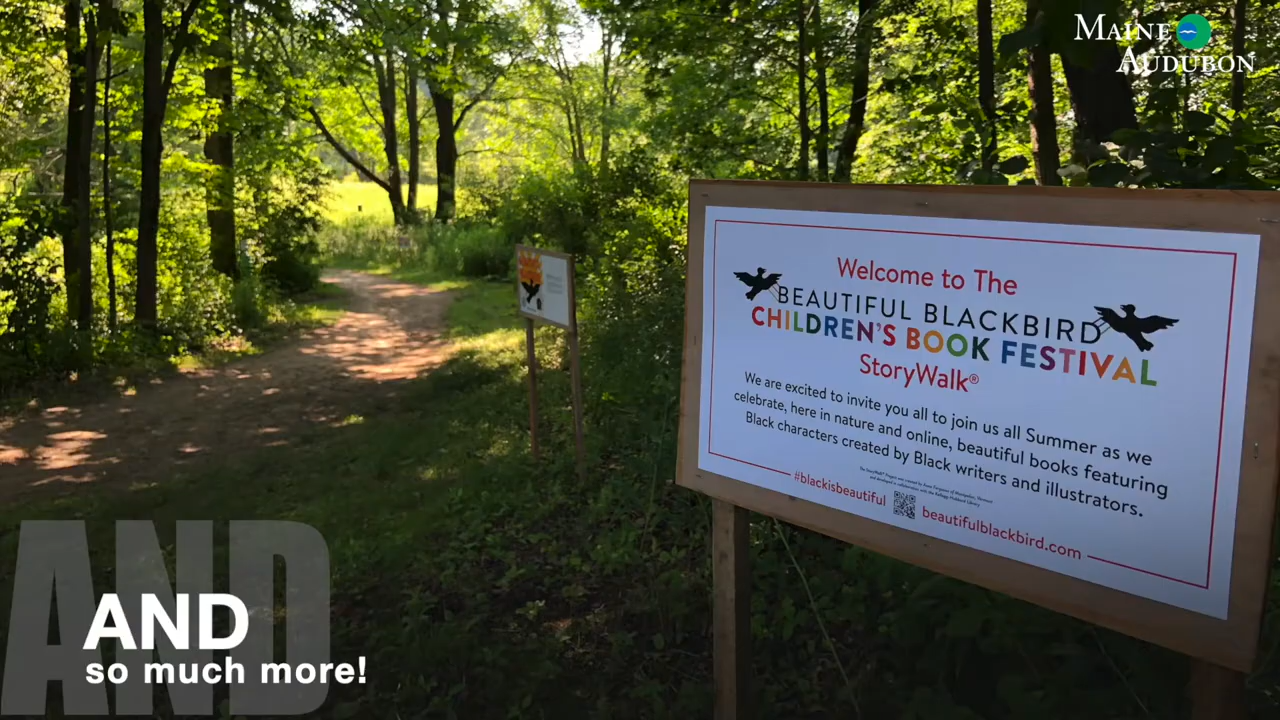 MAINE
AUDUBON
Welcome to The
BEAUTIFUL BLACKBIRD
CHILDREN'S BOOK FESTIVAL
StoryWalk®
We are excited to invite you all to join us all Summer as we
celebrate, here in nature and online, beautiful books featuring
Black characters created by Black writers and illustrators.
#blackisbeautiful
beautifulblackbird.com
AND
AND
so much more!